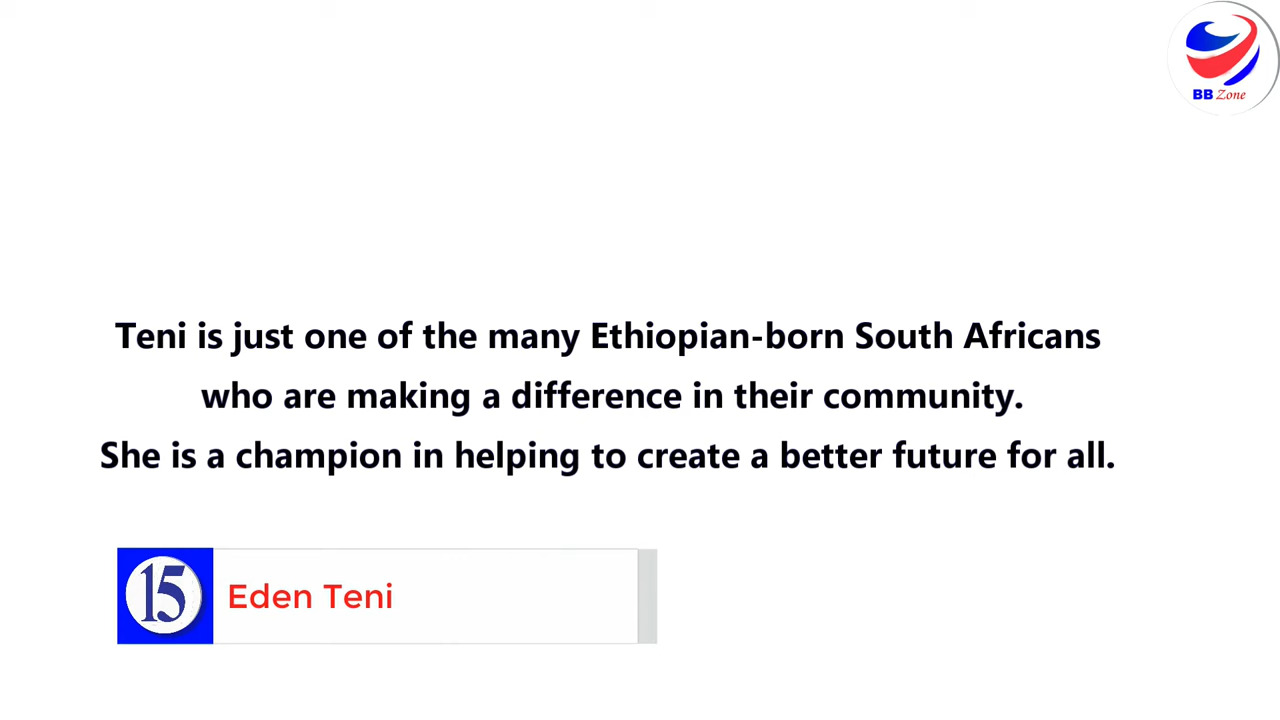 BB Zone
Teni is just one of the many Ethiopian-born South Africans
who are making a difference in their community.
She is a champion in helping to create a better future for all.
15
Eden Teni